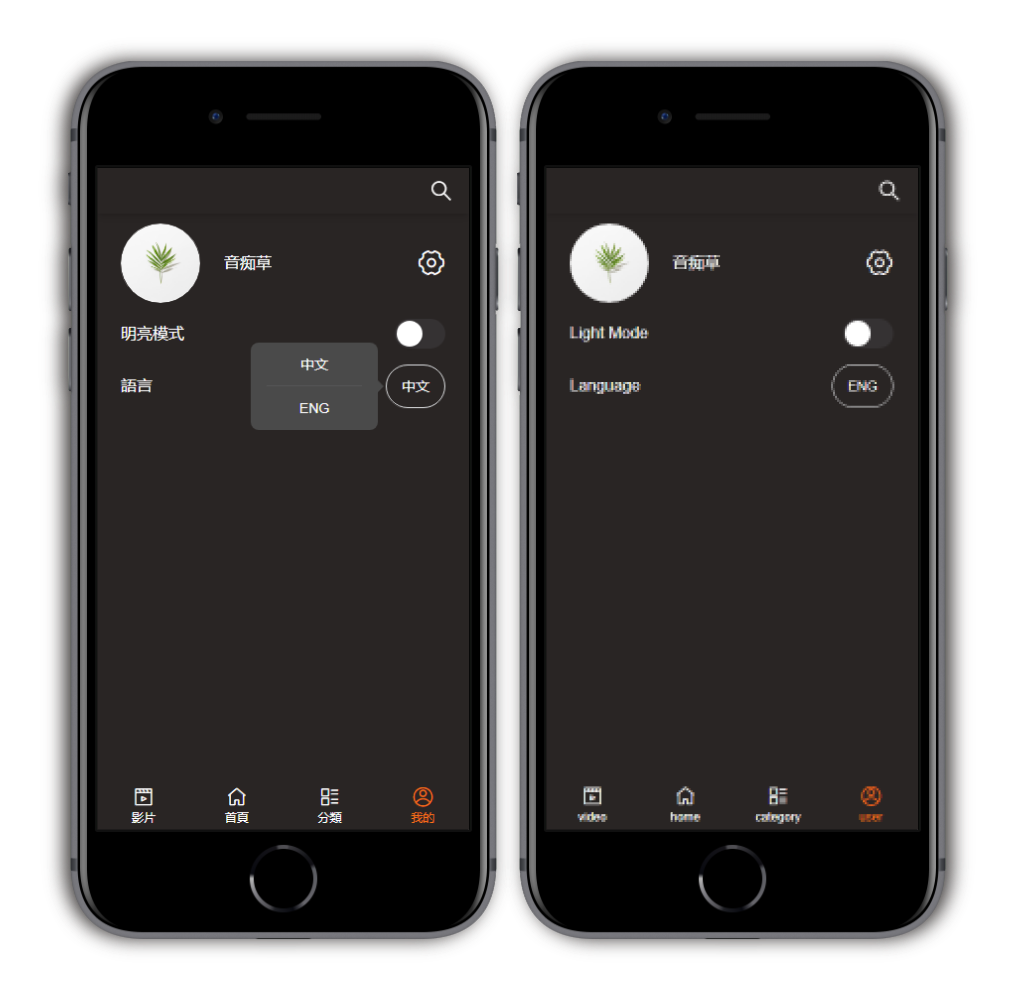 音痴草
明亮模式
中文
語言
中文
ENG
影片
首頁
分類
我的
音痴草
Light Mode
Language
ENG
video
home
category
user